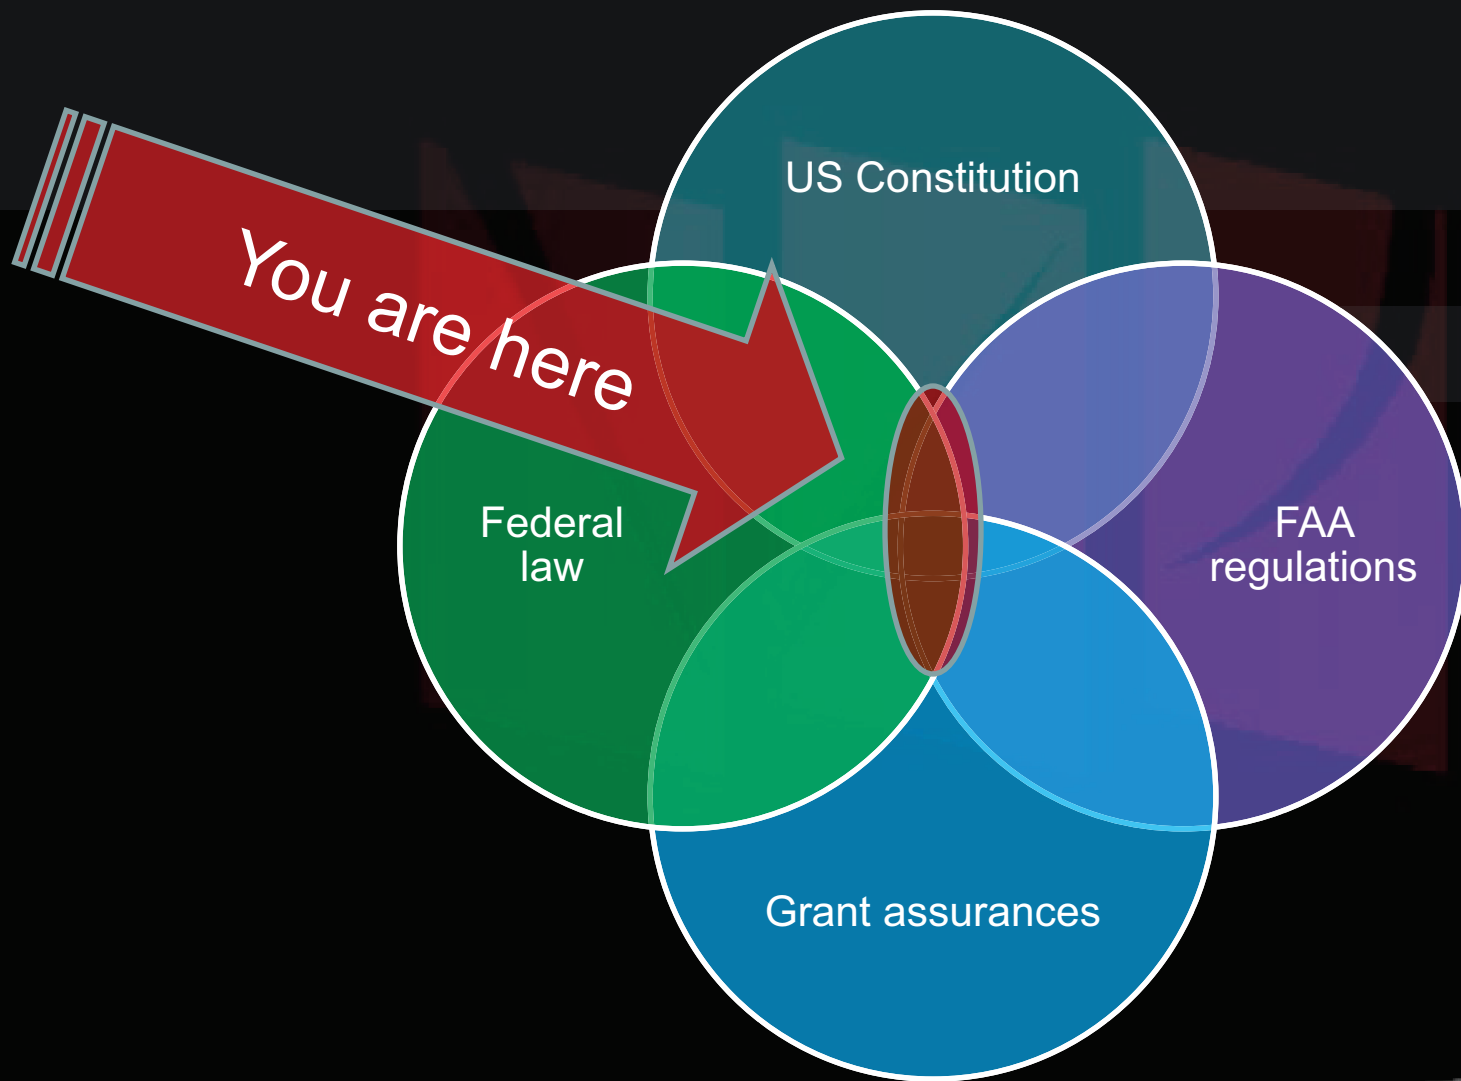 US Constitution
You are here
Federal
law
FAA
regulations
Grant assurances